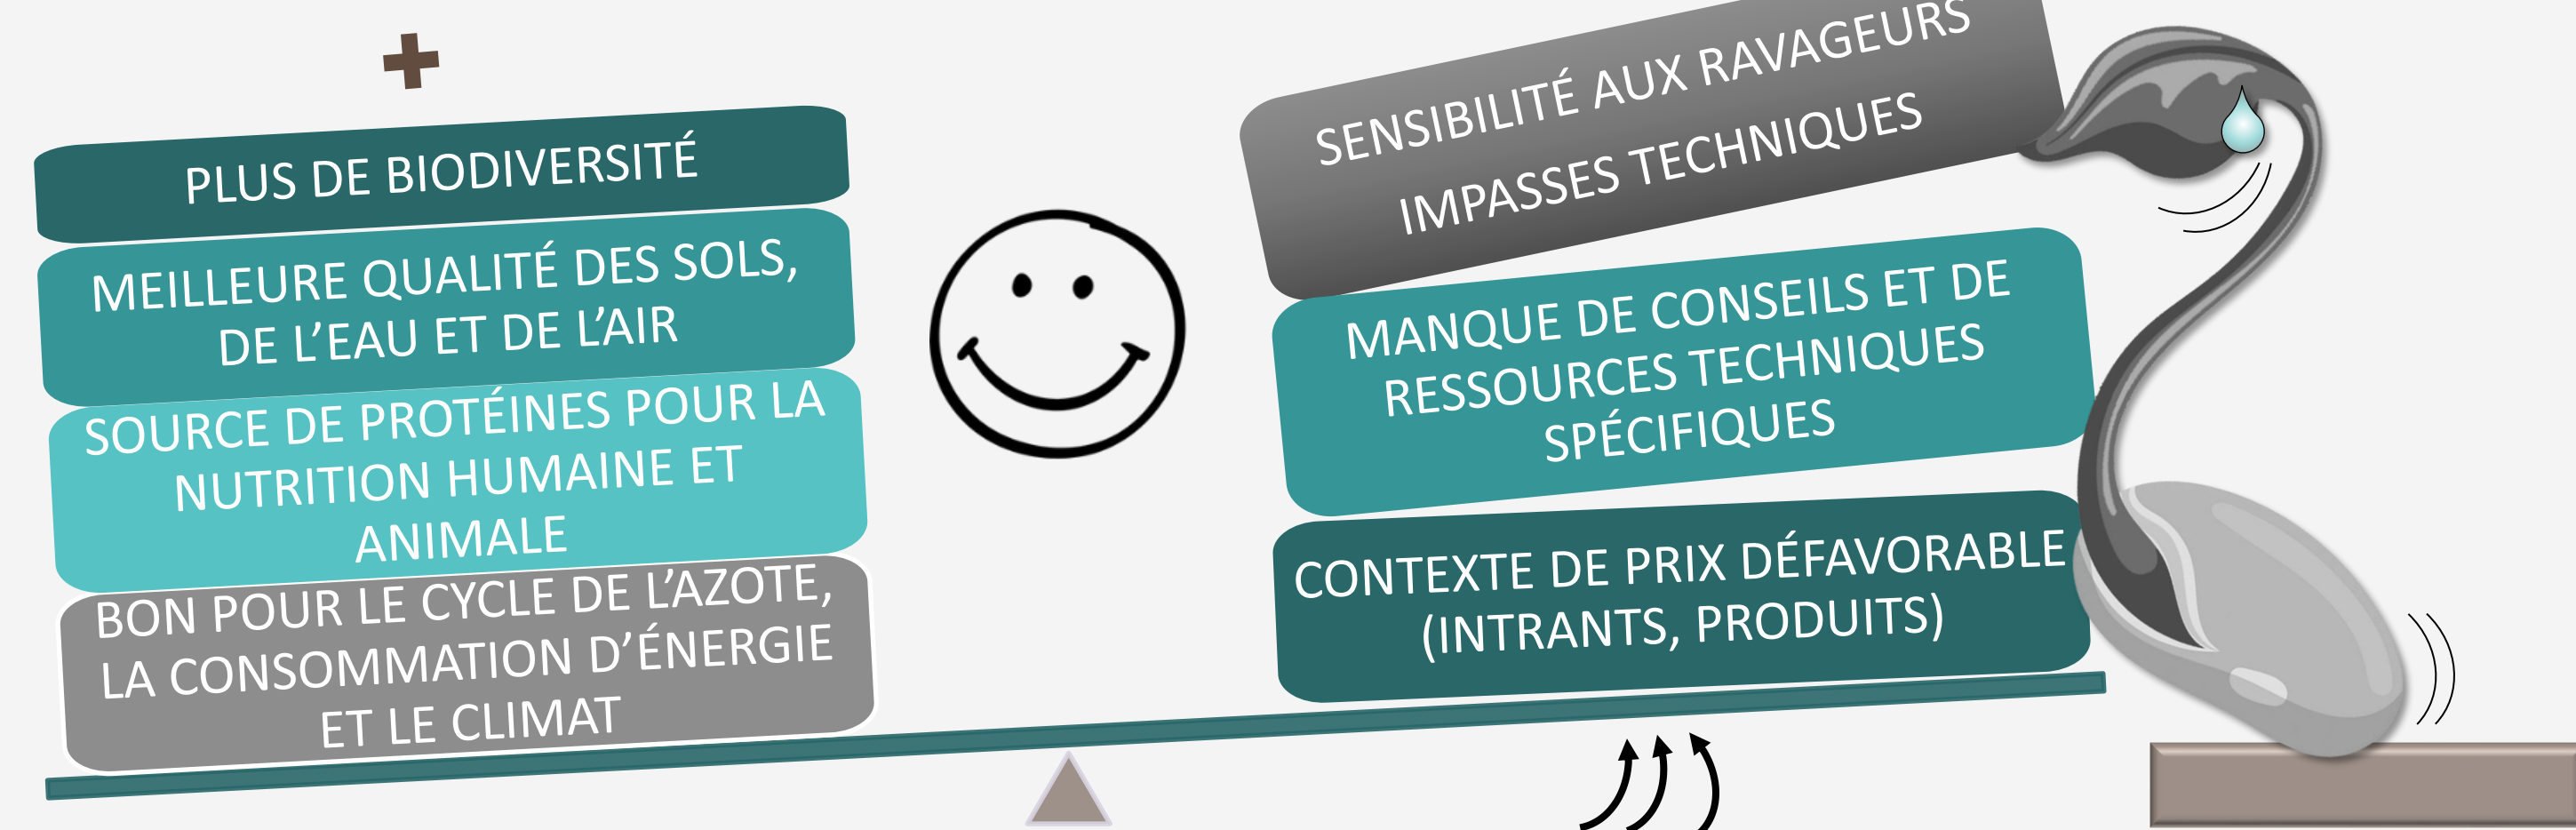 PLUS DE BIODIVERSITÉ
MEILLEURE QUALITÉ DES SOLS,
DE L’EAU ET DE L’AIR
SOURCE DE PROTÉINES POUR LA
NUTRITION HUMAINE ET
ANIMALE
BON POUR LE CYCLE DE L’AZOTE,
LA CONSOMMATION D’ÉNERGIE
ET LE CLIMAT
SENSIBILITÉ AUX RAVAGEURS
IMPASSES TECHNIQUES
MANQUE DE CONSEILS ET DE
RESSOURCES TECHNIQUES
SPÉCIFIQUES
CONTEXTE DE PRIX DÉFAVORABLE
(INTRANTS, PRODUITS)